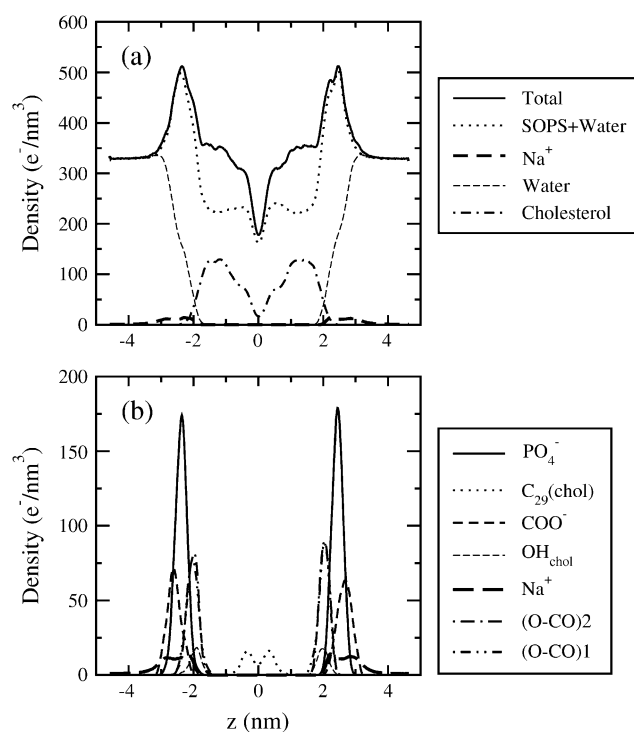 600
500
400
300
200
100
0
Density (e⁻/nm³)
(a)
-4 -2 0 2 4
Total
SOPS+Water
Na⁺
Water
Cholesterol
200
150
100
50
0
Density (e⁻/nm³)
(b)
-4 -2 0 2 4
z (nm)
PO₄⁻
C₂₉(chol)
COO⁻
OH_chol
Na⁺
(O-CO)2
(O-CO)1